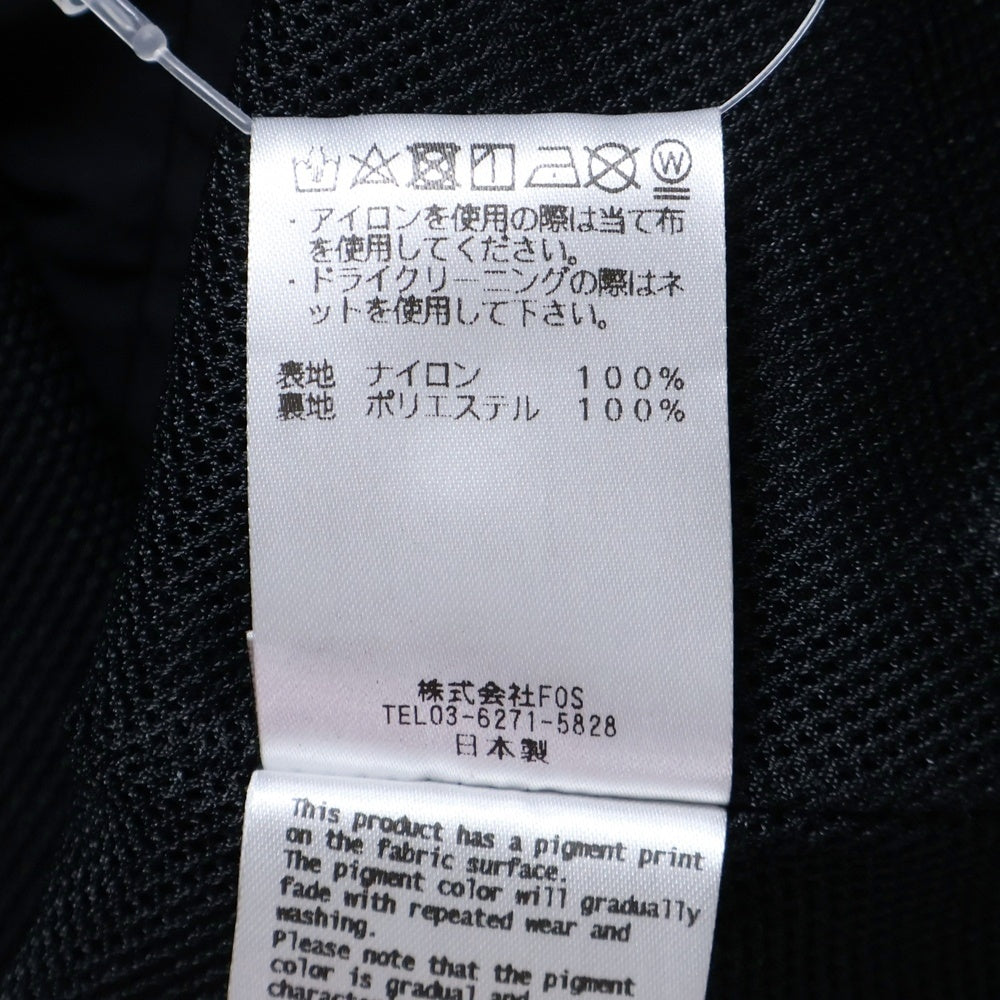 W
・アイロンを使用の際は当て布
を使用してください。
・ドライクリーニングの際はネ
ットを使用して下さい。
表地 ナイロン 100%
裏地 ポリエステル 100%
株式会社FOS
TEL03-6271-5828
日本製
This product has a pigment print
on the fabric surface.
The pigment color will gradually
fade with repeated wear and
washing.
Please note that the pigment
color is gradual and